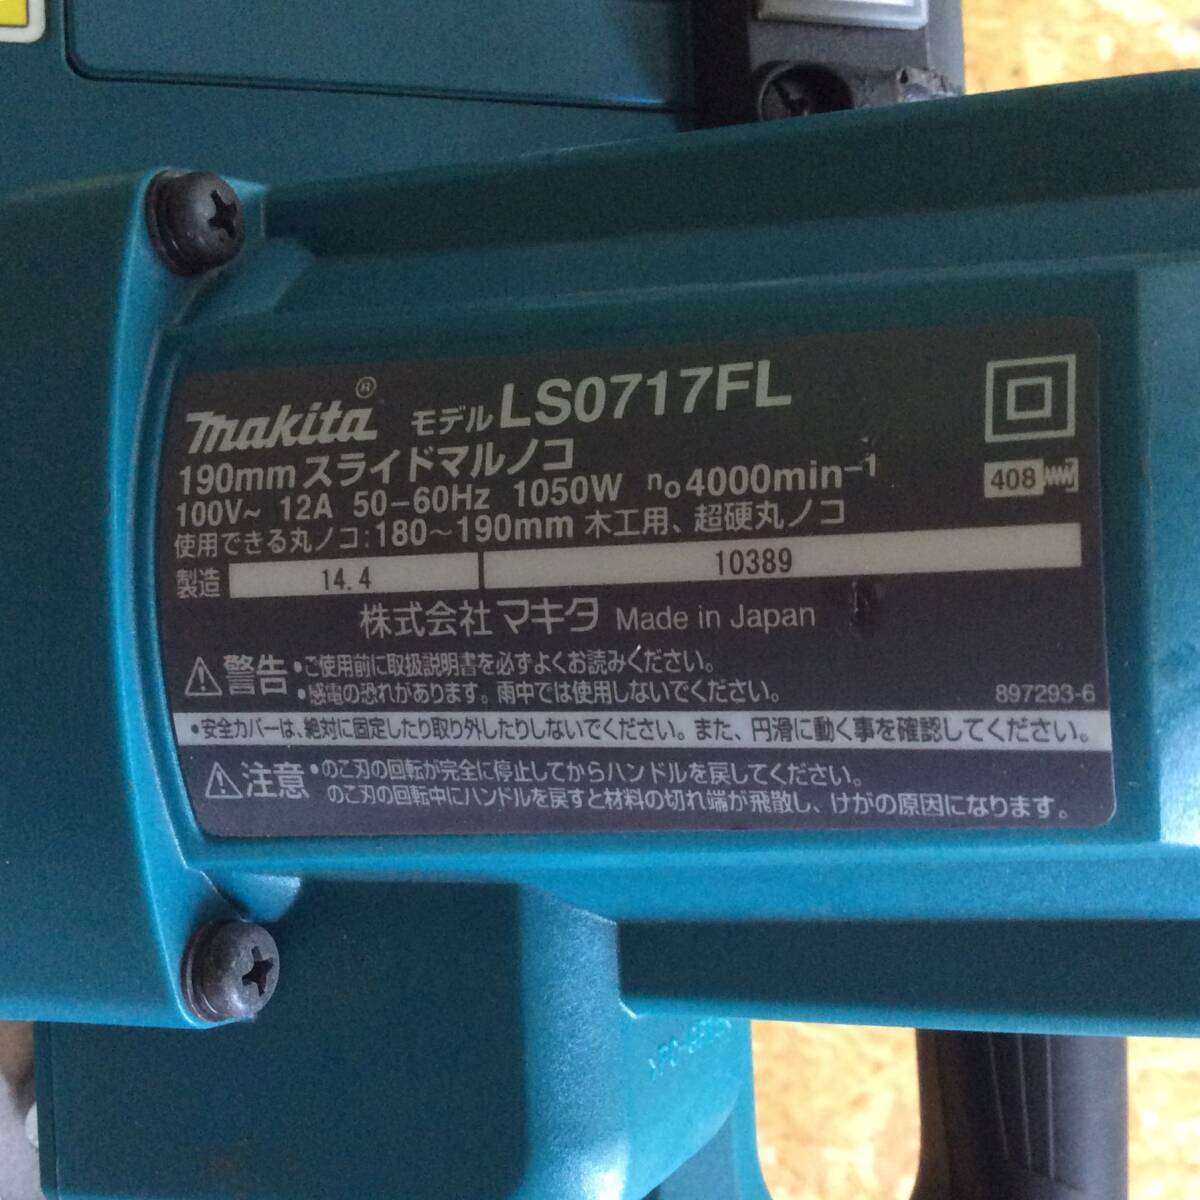 makita® モデル LS0717FL
190mm スライドマルノコ
100V~ 12A 50-60Hz 1050W n₀4000min⁻¹
408
使用できる丸ノコ:180~190mm 木工用、超硬丸ノコ
製造 14.4 10389
株式会社マキタ Made in Japan
警告 •ご使用前に取扱説明書を必ずよくお読みください。
•感電の恐れがあります。雨中では使用しないでください。
897293-6
•安全カバーは、絶対に固定したり取り外したりしないでください。また、円滑に動く事を確認してください。
注意 •のこ刃の回転が完全に停止してからハンドルを戻してください。
のこ刃の回転中にハンドルを戻すと材料の切れ端が飛散し、けがの原因になります。